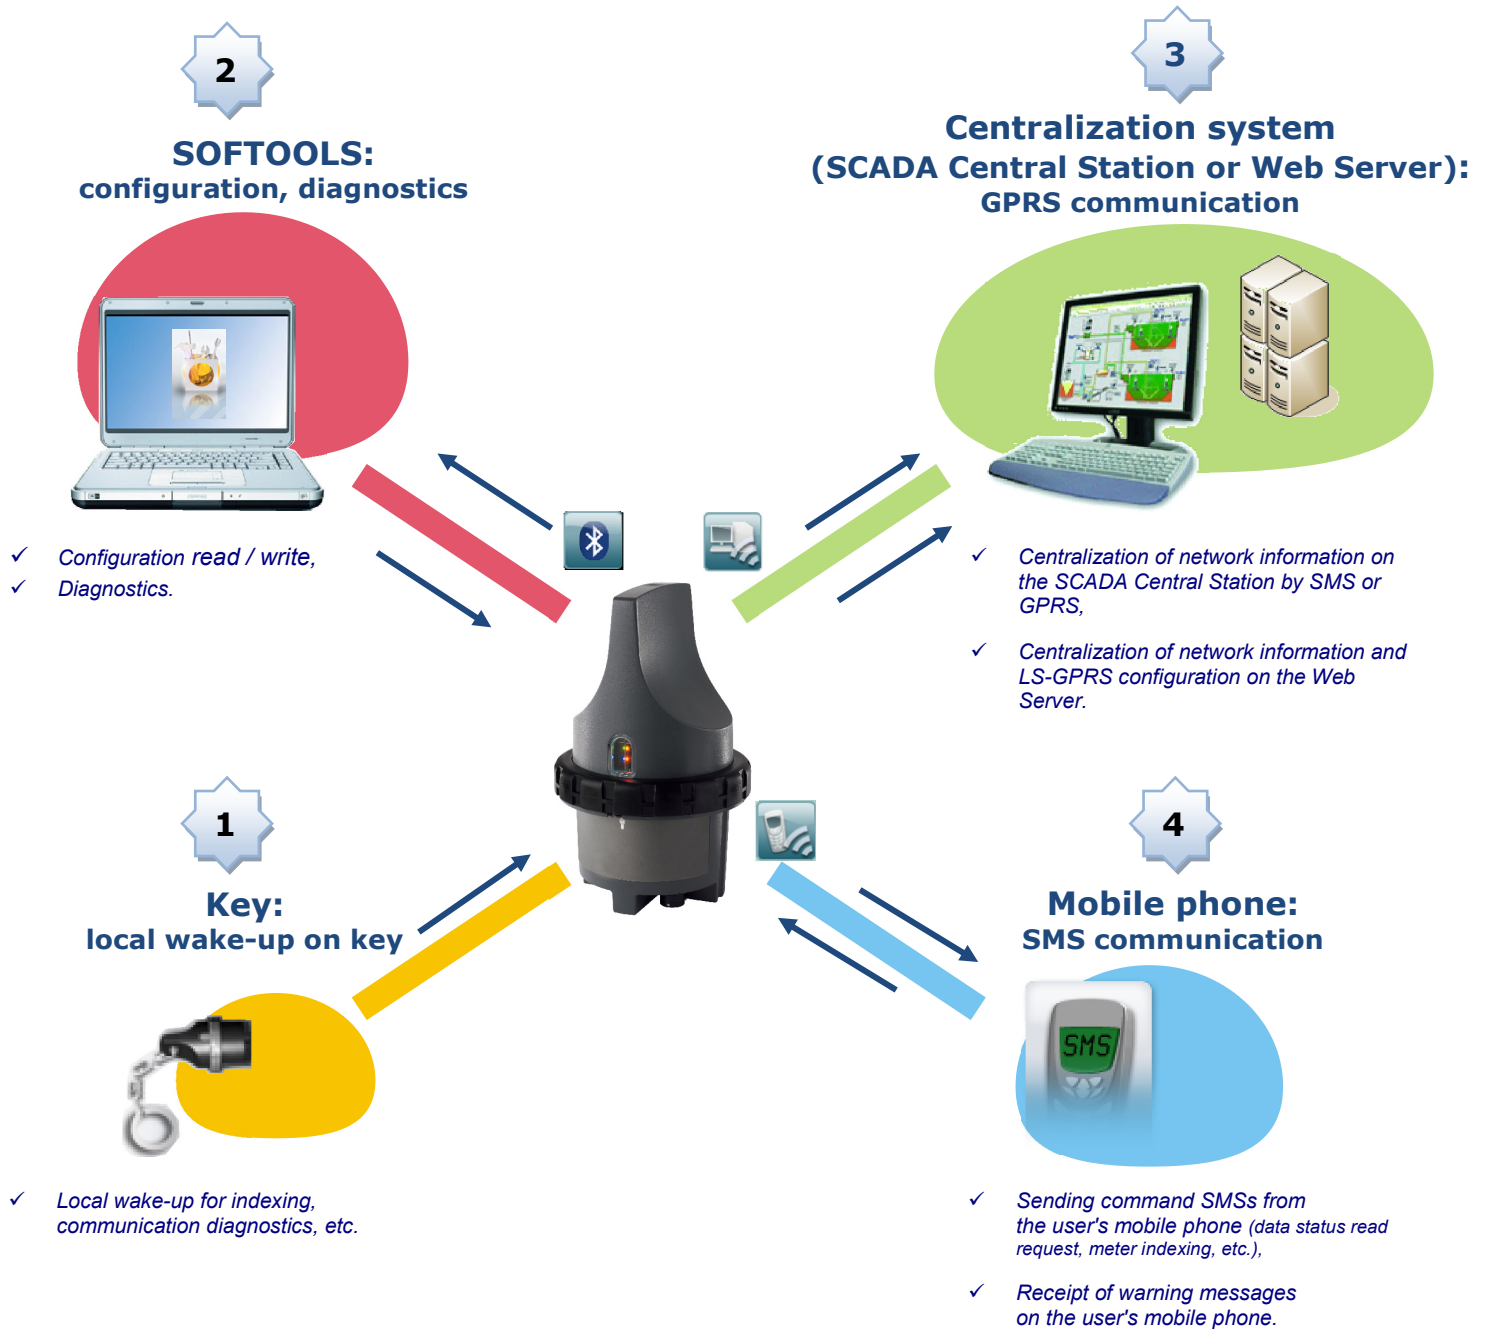 2
SOFTOOLS:
configuration, diagnostics
✓ Configuration read / write,
✓ Diagnostics.
3
Centralization system
(SCADA Central Station or Web Server):
GPRS communication
✓ Centralization of network information on
the SCADA Central Station by SMS or
GPRS,
✓ Centralization of network information and
LS-GPRS configuration on the Web
Server.
1
Key:
local wake-up on key
✓ Local wake-up for indexing,
communication diagnostics, etc.
4
Mobile phone:
SMS communication
SMS
✓ Sending command SMSs from
the user's mobile phone (data status read
request, meter indexing, etc.),
✓ Receipt of warning messages
on the user's mobile phone.